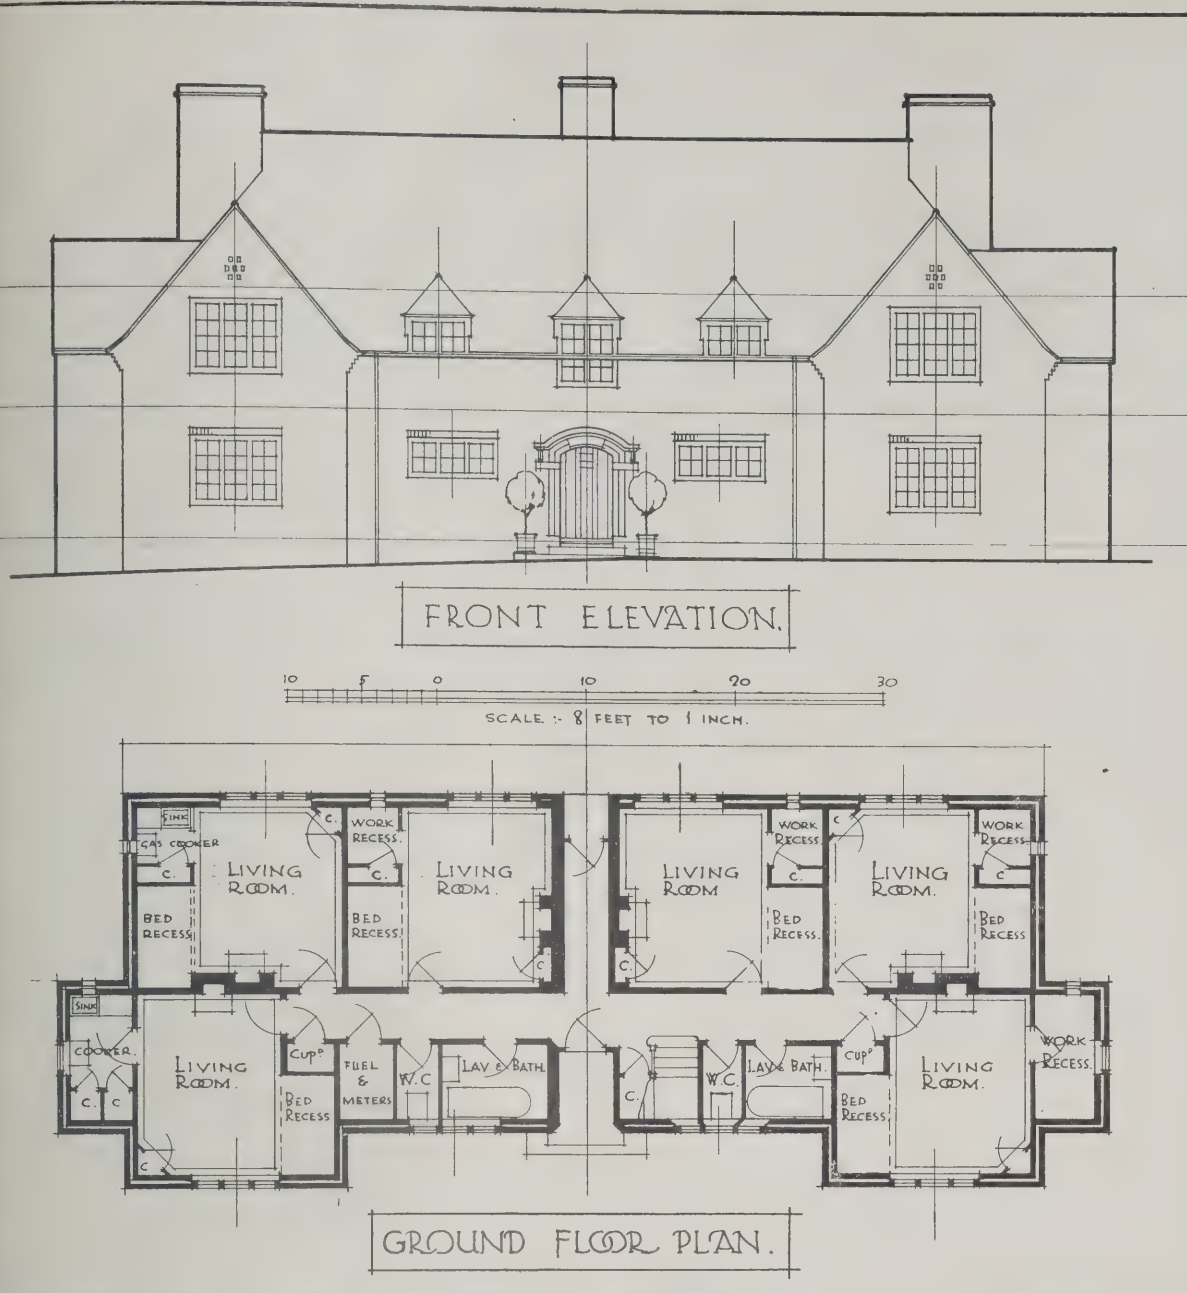 FRONT ELEVATION.
10 5 0 10 20 30
SCALE :- 8 FEET TO 1 INCH.
SINK
GAS COOKER
C.
BED
RECESS
LIVING
ROOM.
C.
WORK
RECESS.
C.
BED
RECESS.
LIVING
ROOM.
C
LIVING
ROOM
C.
WORK
RECESS.
C
BED
RECESS.
C
LIVING
ROOM.
WORK
RECESS
C
BED
RECESS
SINK
COOKER.
C.
C
LIVING
ROOM.
C
CUPD
BED
RECESS
FUEL
&
METERS
W.C
LAV & BATH.
C.
W.C.
LAV & BATH.
CUPD
BED
RECESS
LIVING
ROOM.
C
WORK
RECESS.
GROUND FLOOR PLAN.